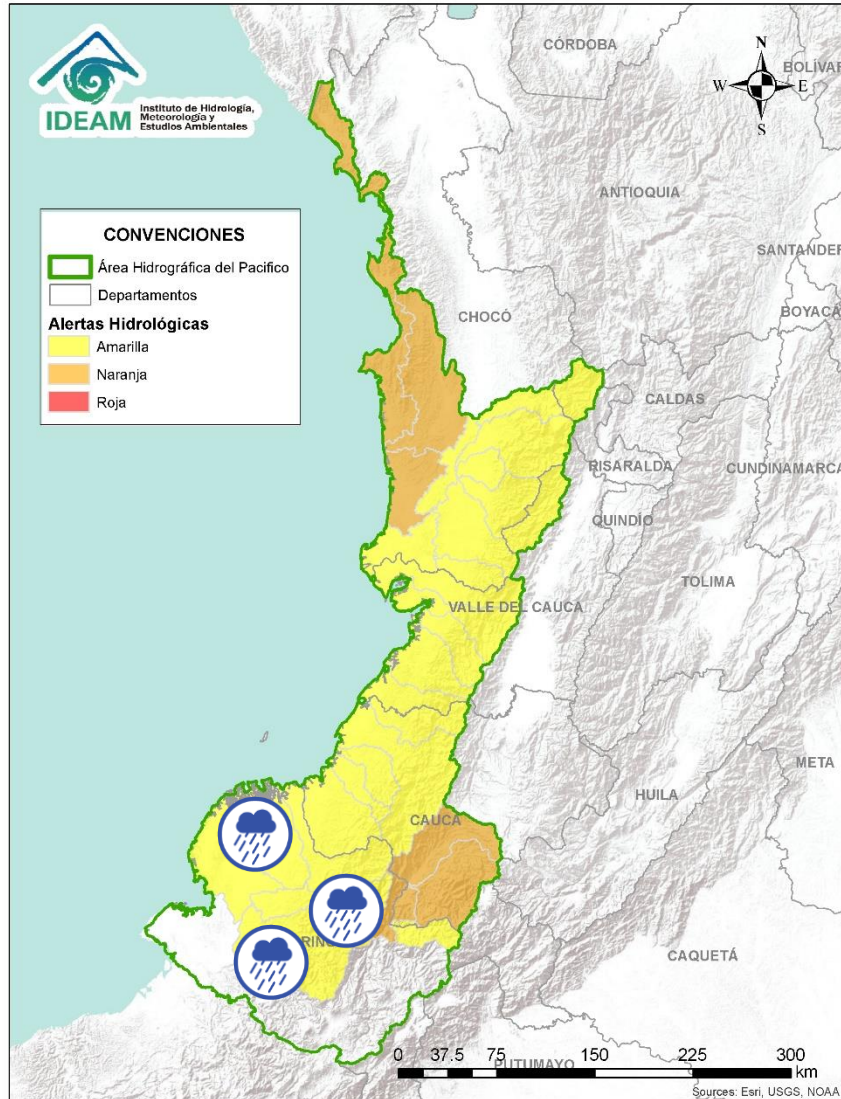 IDEAM
Instituto de Hidrología,
Meteorología y
Estudios Ambientales
CÓRDOBA
BOLÍVAR
N
W
E
S
ANTIOQUIA
SANTANDER
BOYACÁ
CONVENCIONES
Área Hidrográfica del Pacifico
Departamentos
Alertas Hidrológicas
Amarilla
Naranja
Roja
CHOCÓ
CALDAS
RISARALDA
CUNDINAMARCA
QUINDÍO
TOLIMA
VALLE DEL CAUCA
META
HUILA
CAUCA
CAQUETÁ
PUTUMAYO
0 37.5 75 150 225 300
km
Sources: Esri, USGS, NOAA